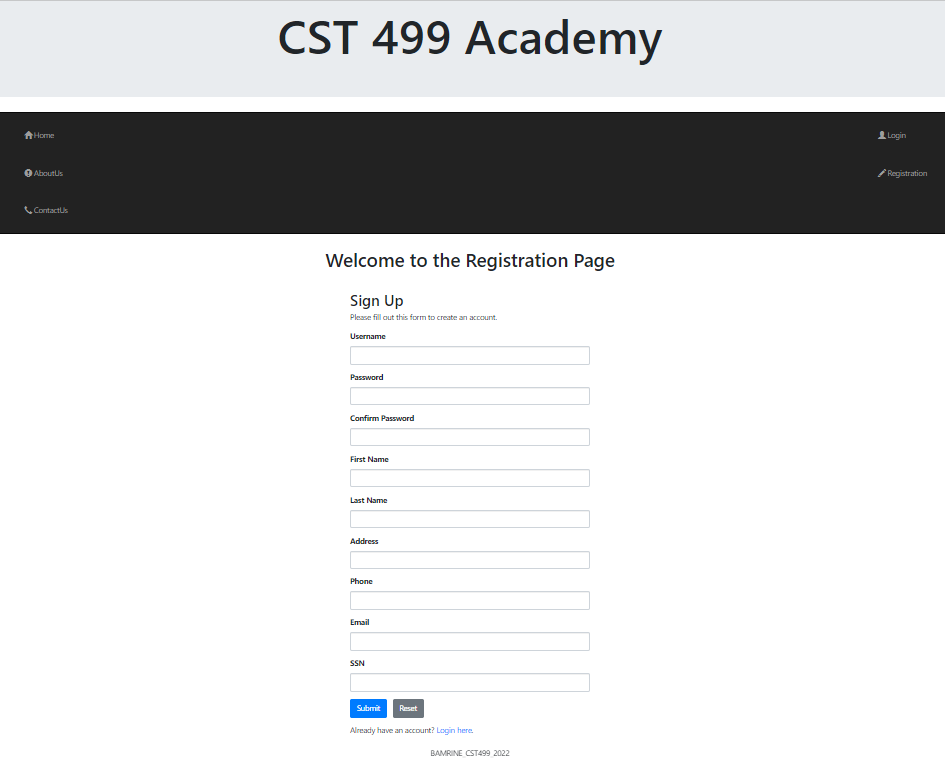 CST 499 Academy
Home
Login
AboutUs
Registration
ContactUs
Welcome to the Registration Page
Sign Up
Please fill out this form to create an account.
Username
Password
Confirm Password
First Name
Last Name
Address
Phone
Email
SSN
Submit Reset
Already have an account? Login here.
BAMRINE_CST499_2022